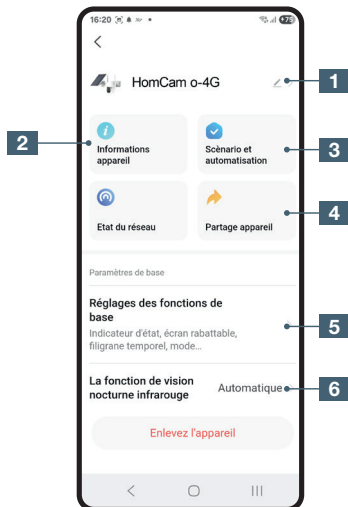 16:20
75
HomCam o-4G
1
2
Informations
appareil
Scènario et
automatisation
3
Etat du réseau
Partage appareil
4
Paramètres de base
Réglages des fonctions de
base
Indicateur d'état, écran rabattable,
filigrane temporel, mode...
5
La fonction de vision
nocturne infrarouge
Automatique
6
Enlevez l'appareil